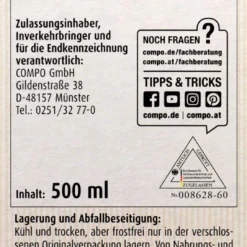 Zulassungsinhaber,
Inverkehrbringer und
für die Endkennzeichnung
verantwortlich:
COMPO GmbH
Gildenstraße 38
D-48157 Münster
Tel.: 0251/32 77-0
NOCH FRAGEN ?
compo.de/fachberatung
compo.at/fachberatung
TIPPS & TRICKS
compo.de | compo.at
Inhalt: 500 ml
AMTLICH
GEPRÜFT
ZUGELASSEN
№ 008628-60
Lagerung und Abfallbeseitigung:
Kühl und trocken, aber frostfrei nur in der verschlos-
senen Originalverpackung lagern. Von Nahrungs- und